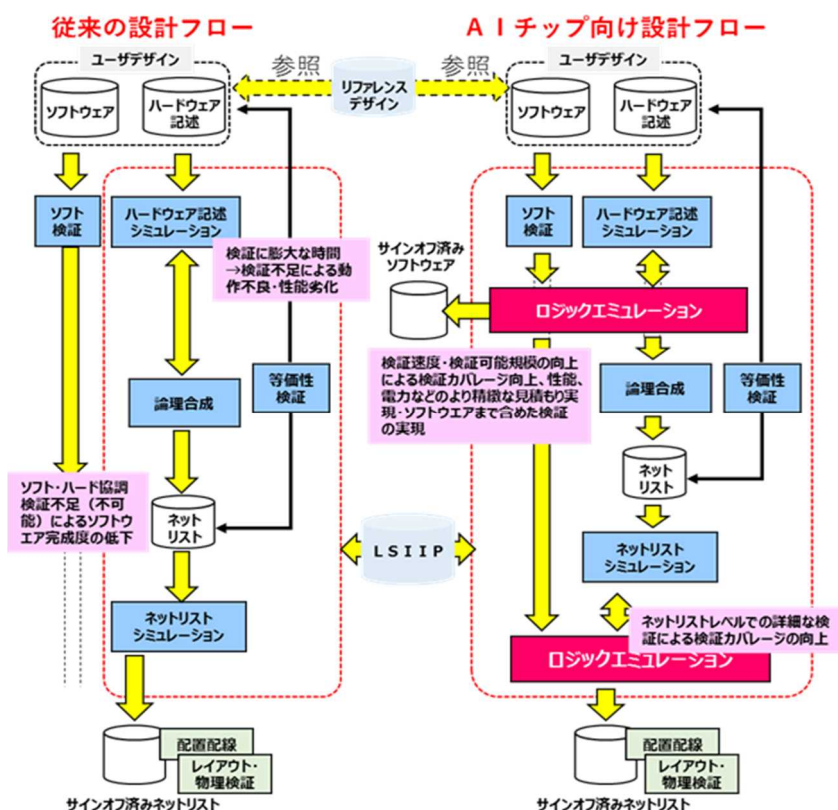 従来の設計フロー
AIチップ向け設計フロー
ユーザデザイン
ソフトウェア
ハードウェア
記述
参照
リファレンス
デザイン
参照
ユーザデザイン
ソフトウェア
ハードウェア
記述
ソフト
検証
ハードウェア記述
シミュレーション
検証に膨大な時間
→検証不足による動
作不良・性能劣化
論理合成
等価性
検証
ソフト・ハード協調
検証不足（不可
能）によるソフトウ
エア完成度の低下
ネット
リスト
ネットリスト
シミュレーション
配置配線
レイアウト・
物理検証
サインオフ済みネットリスト
LSIIP
ソフト
検証
ハードウェア記述
シミュレーション
サインオフ済み
ソフトウェア
ロジックエミュレーション
検証速度・検証可能規模の向上
による検証カバレージ向上、性能、
電力などのより精緻な見積もり実
現・ソフトウエアまで含めた検証
の実現
論理合成
等価性
検証
ネット
リスト
ネットリスト
シミュレーション
ネットリストレベルでの詳細な検
証による検証カバレージの向上
ロジックエミュレーション
配置配線
レイアウト・
物理検証
サインオフ済みネットリスト